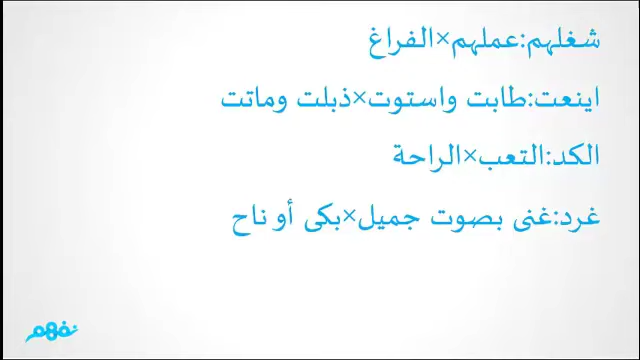 شغلهم:عملهم×الفراغ
اينعت:طابت واستوت×ذبلت وماتت
الكد:التعب×الراحة
غرد:غنى بصوت جميل×بكى أو ناح
نفهم